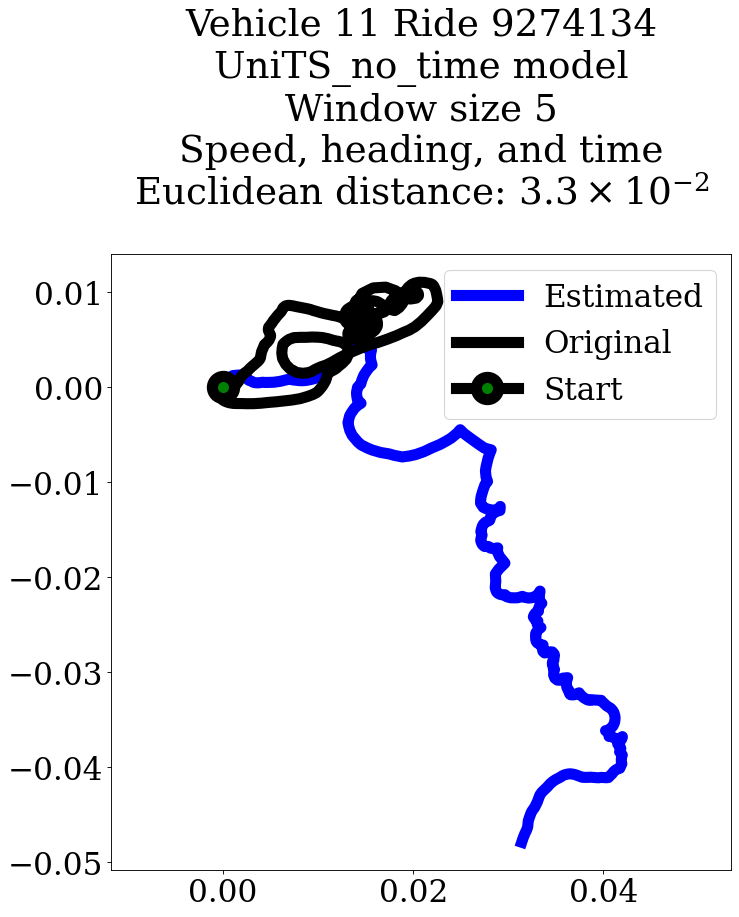 Vehicle 11 Ride 9274134
UniTS_no_time model
Window size 5
Speed, heading, and time
Euclidean distance: 3.3 × 10⁻²
Estimated
Original
Start
0.01
0.00
−0.01
−0.02
−0.03
−0.04
−0.05
0.00 0.02 0.04